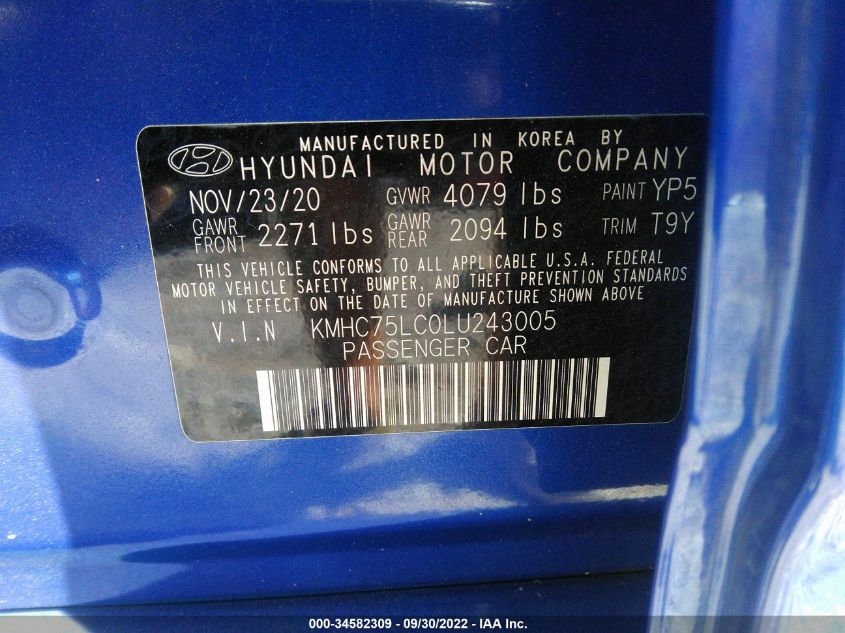 MANUFACTURED IN KOREA BY
HYUNDAI MOTOR COMPANY
NOV/23/20 GVWR 4079 lbs PAINT YP5
GAWR FRONT 2271 lbs GAWR REAR 2094 lbs TRIM T9Y
THIS VEHICLE CONFORMS TO ALL APPLICABLE U.S.A. FEDERAL
MOTOR VEHICLE SAFETY, BUMPER, AND THEFT PREVENTION STANDARDS
IN EFFECT ON THE DATE OF MANUFACTURE SHOWN ABOVE
V.I.N KMHC75LC0LU243005
PASSENGER CAR
000-34582309 - 09/30/2022 - IAA Inc.